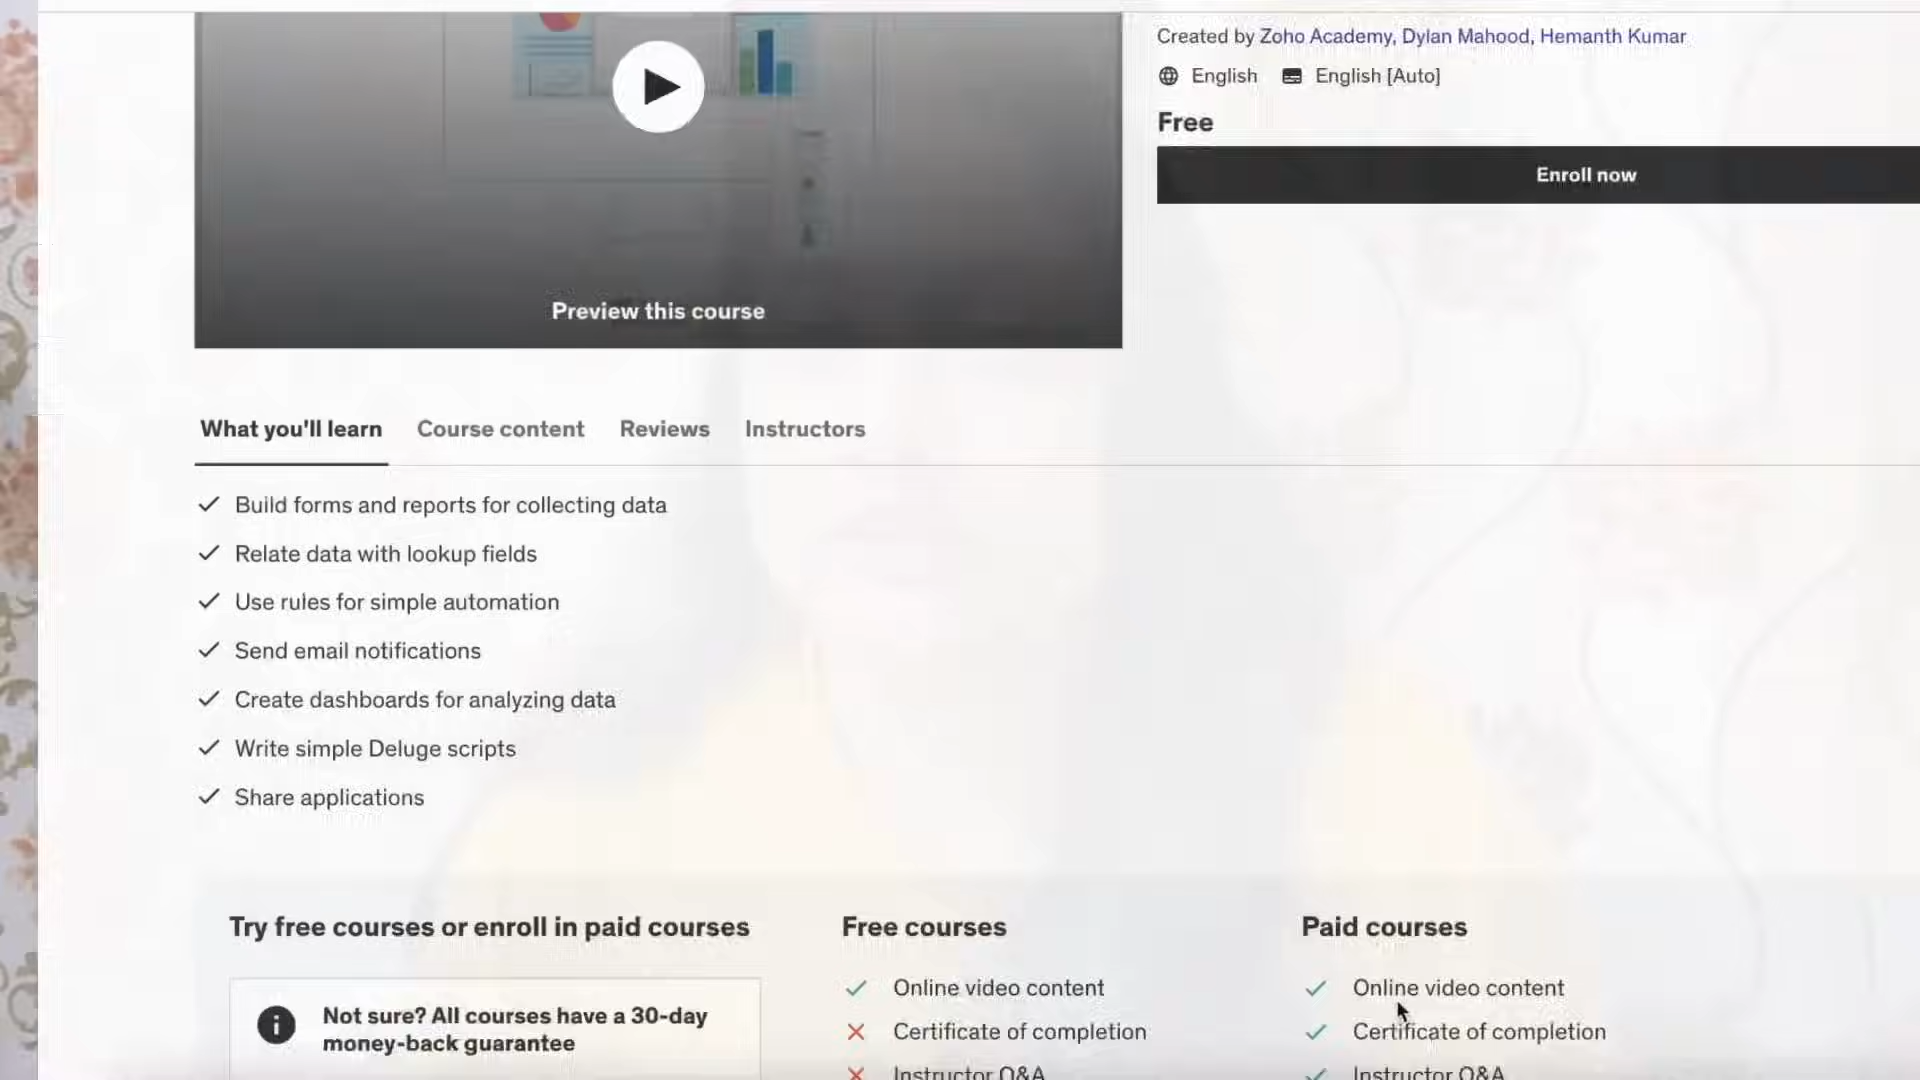 Created by Zoho Academy, Dylan Mahood, Hemanth Kumar
English English [Auto]
Free
Enroll now
Preview this course
What you'll learn Course content Reviews Instructors
Build forms and reports for collecting data
Relate data with lookup fields
Use rules for simple automation
Send email notifications
Create dashboards for analyzing data
Write simple Deluge scripts
Share applications
Try free courses or enroll in paid courses
Not sure? All courses have a 30-day
money-back guarantee
Free courses
Online video content
Certificate of completion
Instructor Q&A
Paid courses
Online video content
Certificate of completion
Instructor Q&A